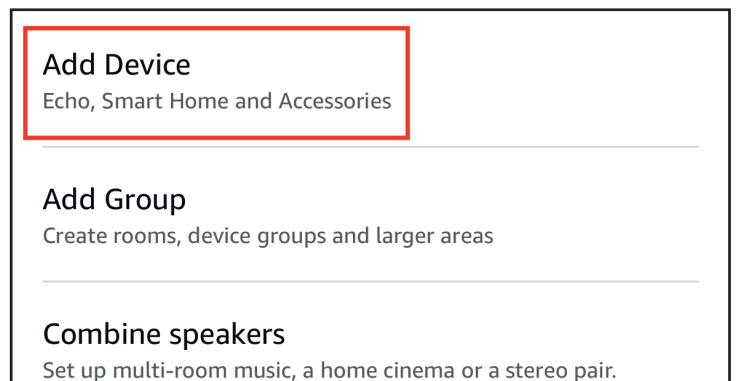 Add Device
Echo, Smart Home and Accessories
Add Group
Create rooms, device groups and larger areas
Combine speakers
Set up multi-room music, a home cinema or a stereo pair.